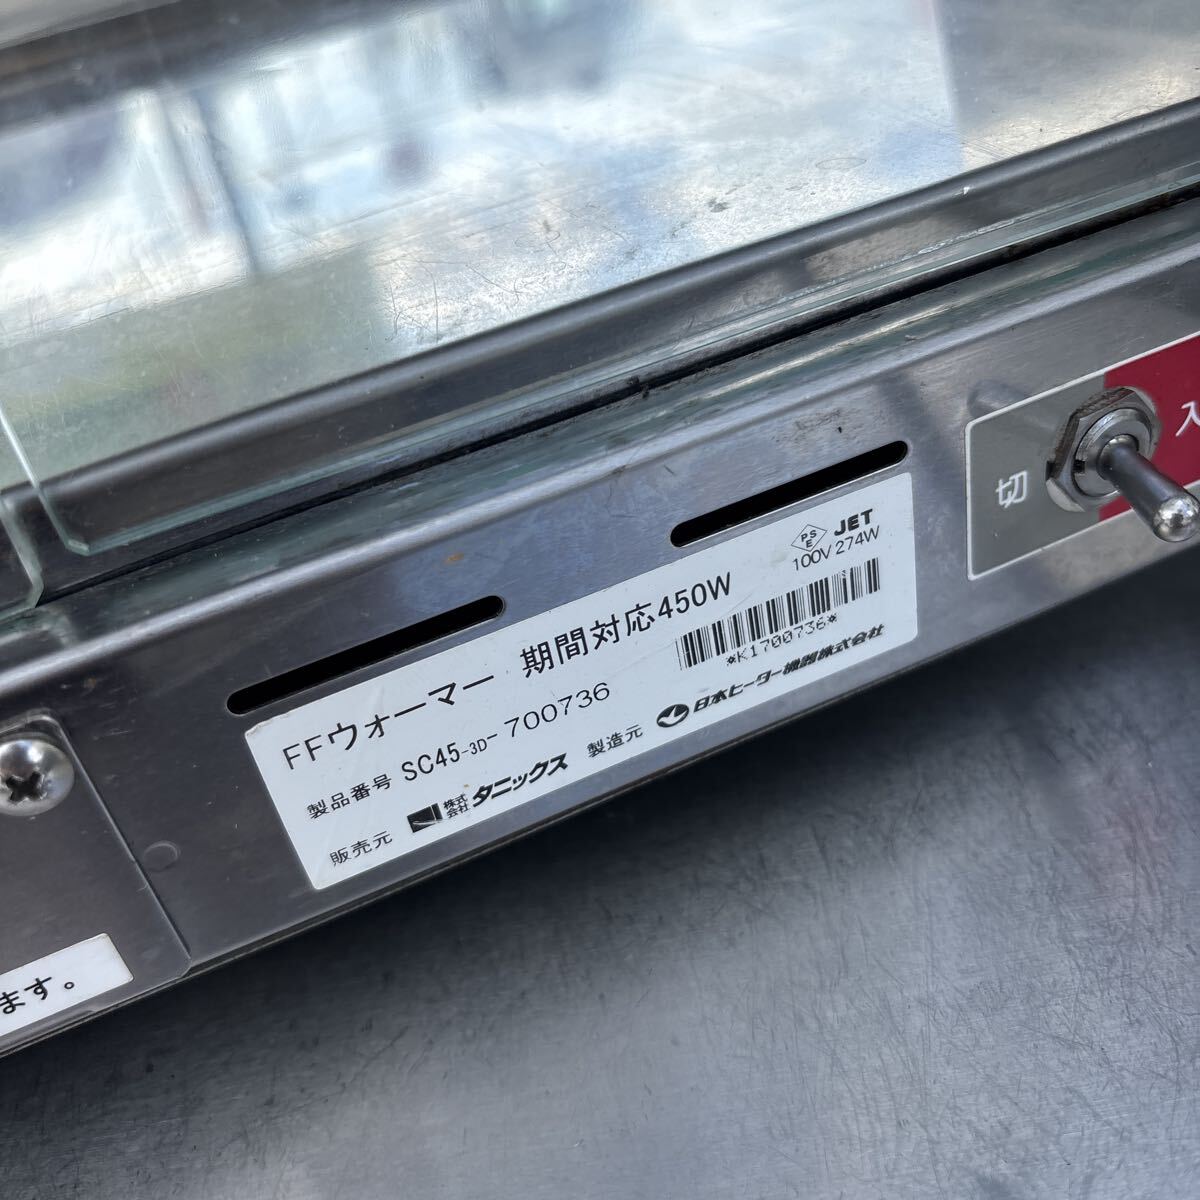 FFウォーマー 期間対応450W
PSE JET
100V 274W
製品番号 SC45-3D-700736
*K1700736*
販売元 株式会社 タニックス 製造元 日本ヒーター機器株式会社
切
入
ます。